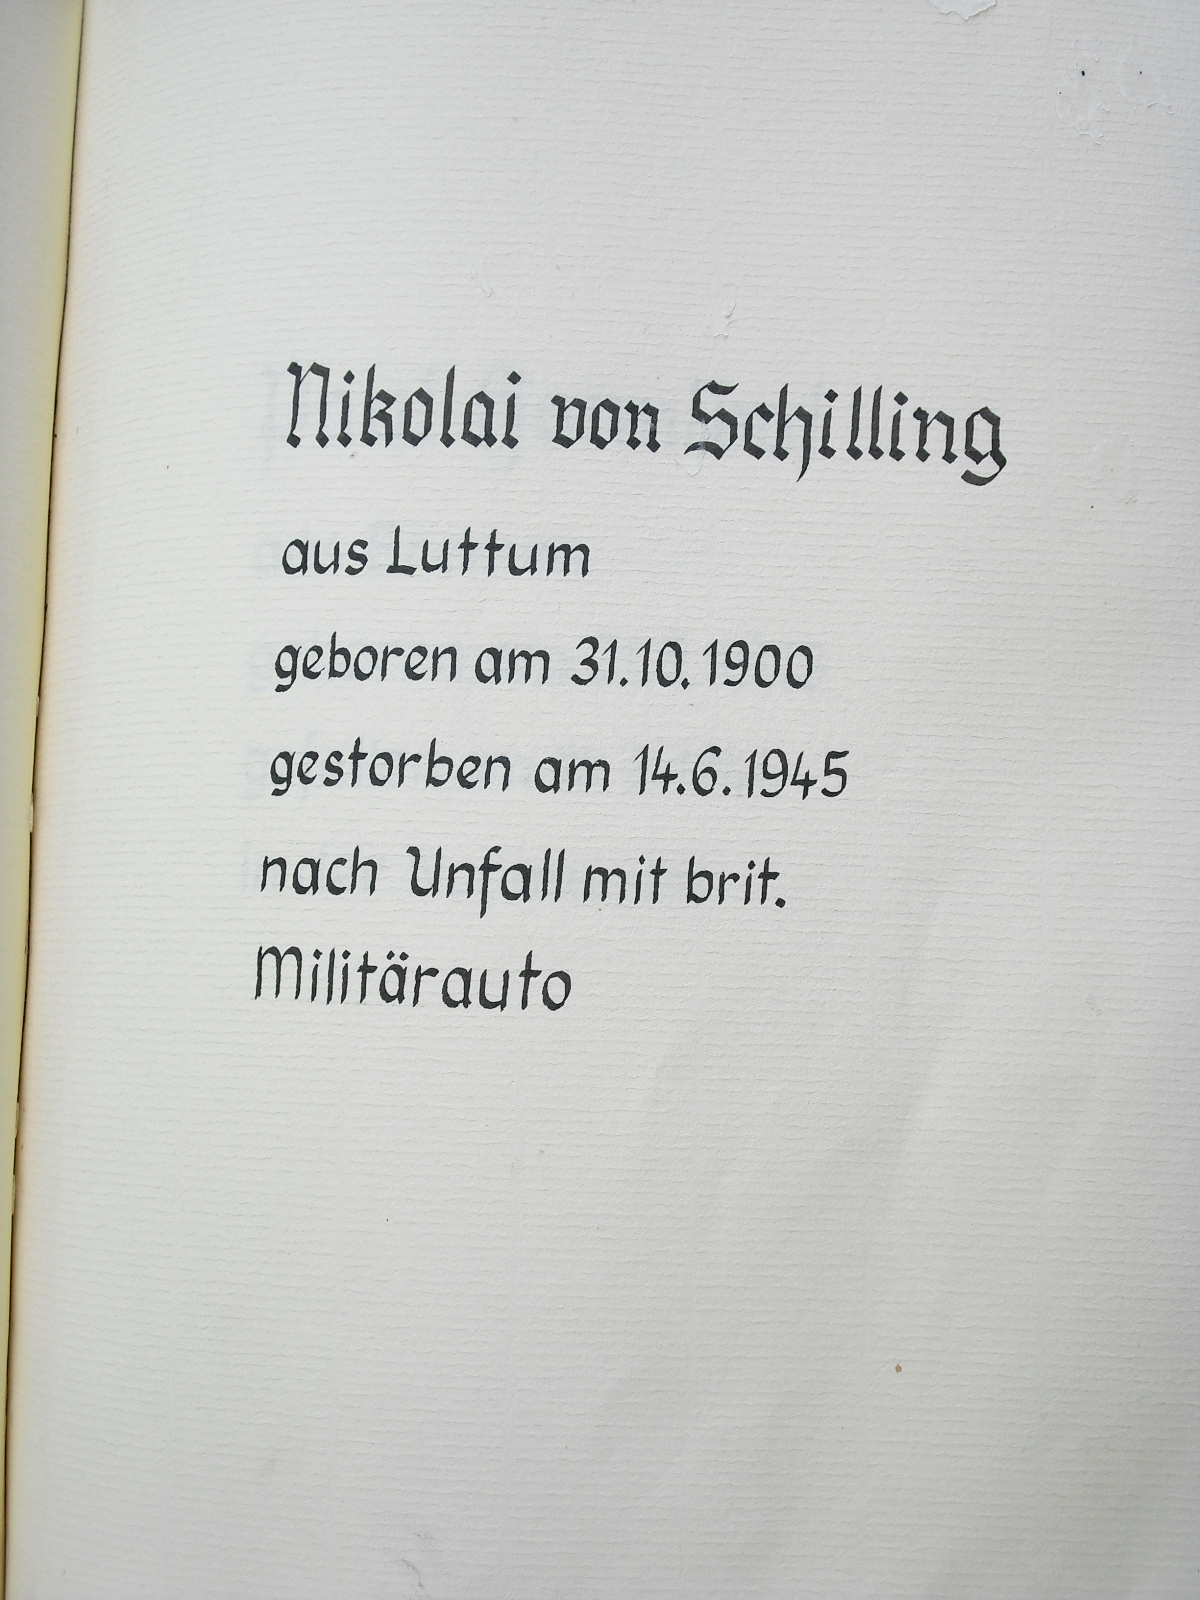 Nikolai von Schilling
aus Luttum
geboren am 31.10.1900
gestorben am 14.6.1945
nach Unfall mit brit.
Militärauto